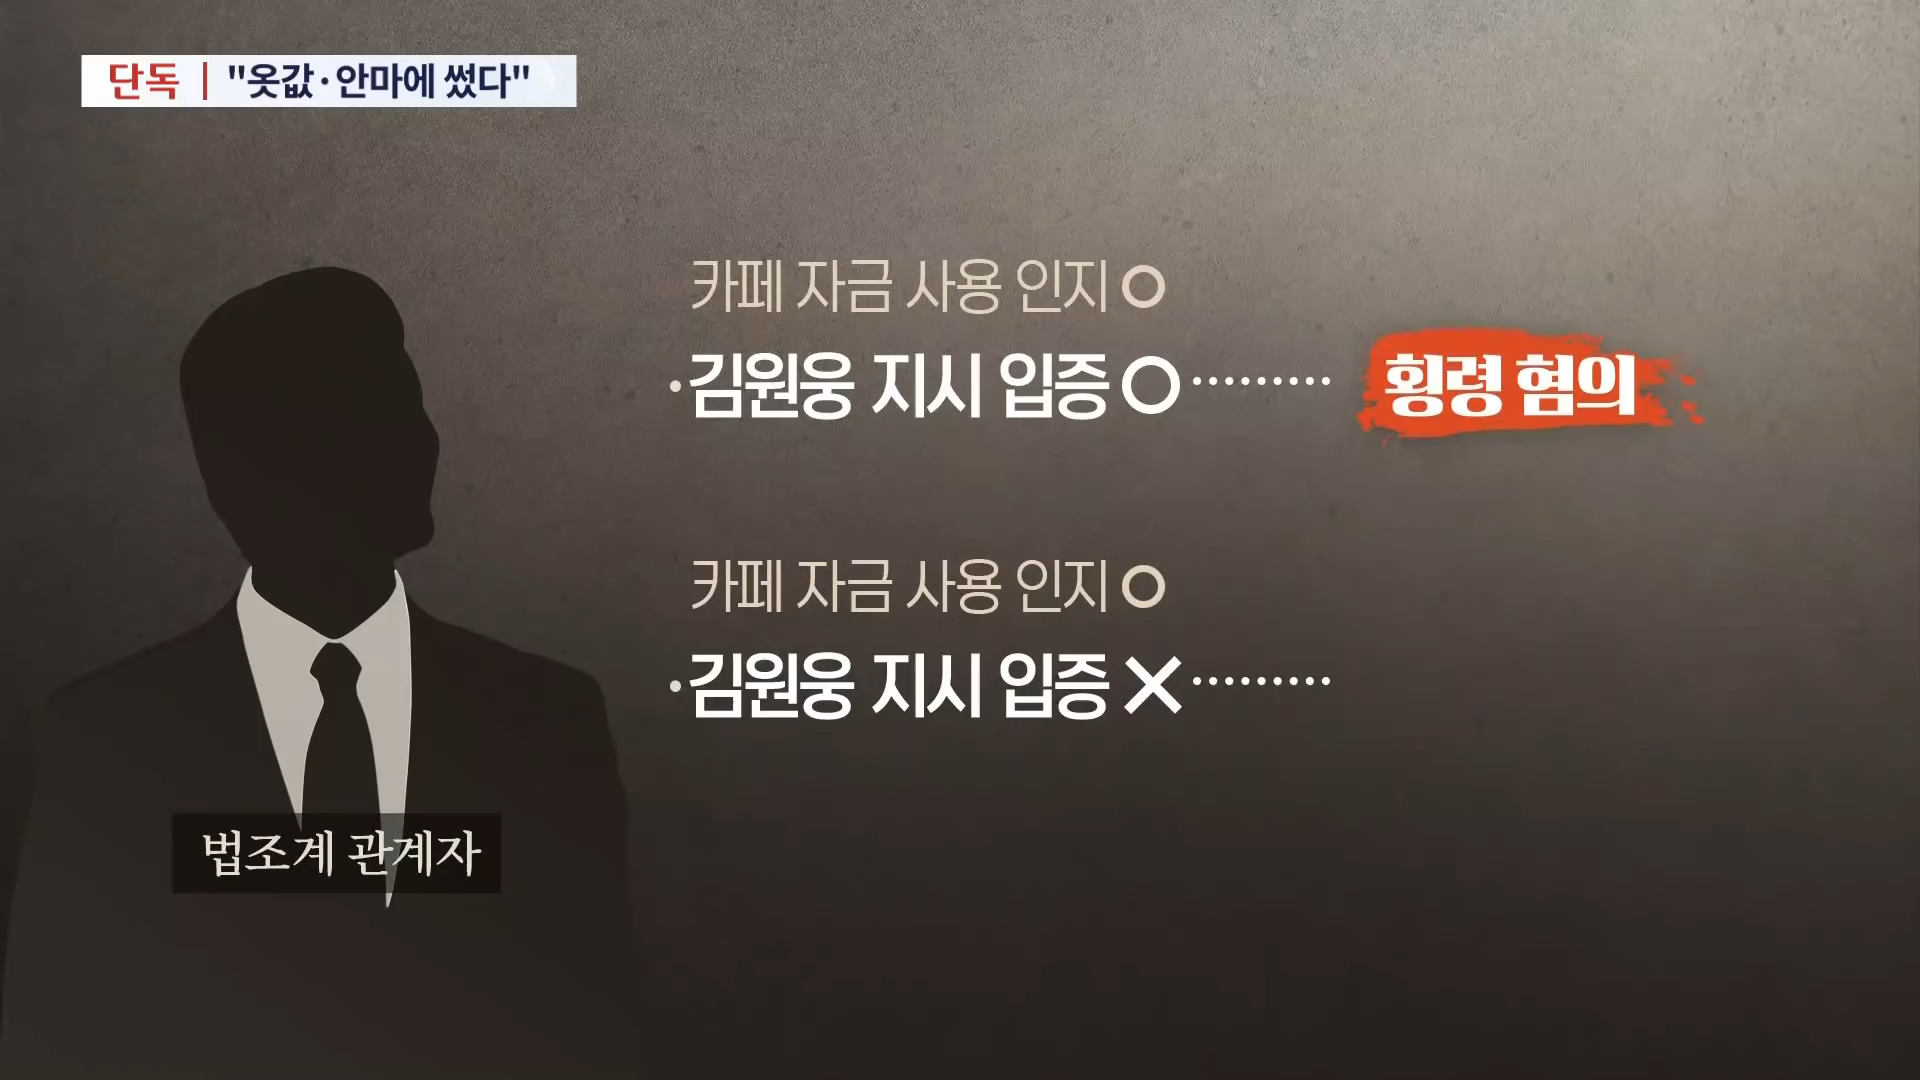 단독 | "옷값·안마에 썼다"
카페 자금 사용 인지 O
·김원웅 지시 입증 O ········· 횡령 혐의
카페 자금 사용 인지 O
·김원웅 지시 입증 X ·········
법조계 관계자